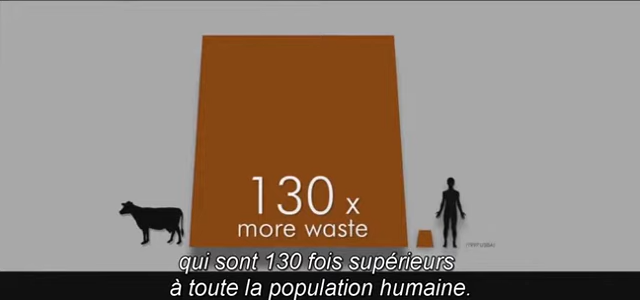 130 x
more waste
qui sont 130 fois supérieurs
à toute la population humaine.